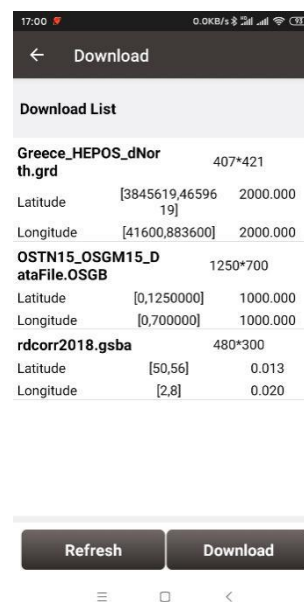 17:00 0.0KB/s 93
Download
Download List
Greece_HEPOS_dNor
th.grd 407*421
Latitude [3845619,46596
19] 2000.000
Longitude [41600,883600] 2000.000
OSTN15_OSGM15_D
ataFile.OSGB 1250*700
Latitude [0,1250000] 1000.000
Longitude [0,700000] 1000.000
rdcorr2018.gsba 480*300
Latitude [50,56] 0.013
Longitude [2,8] 0.020
Refresh Download